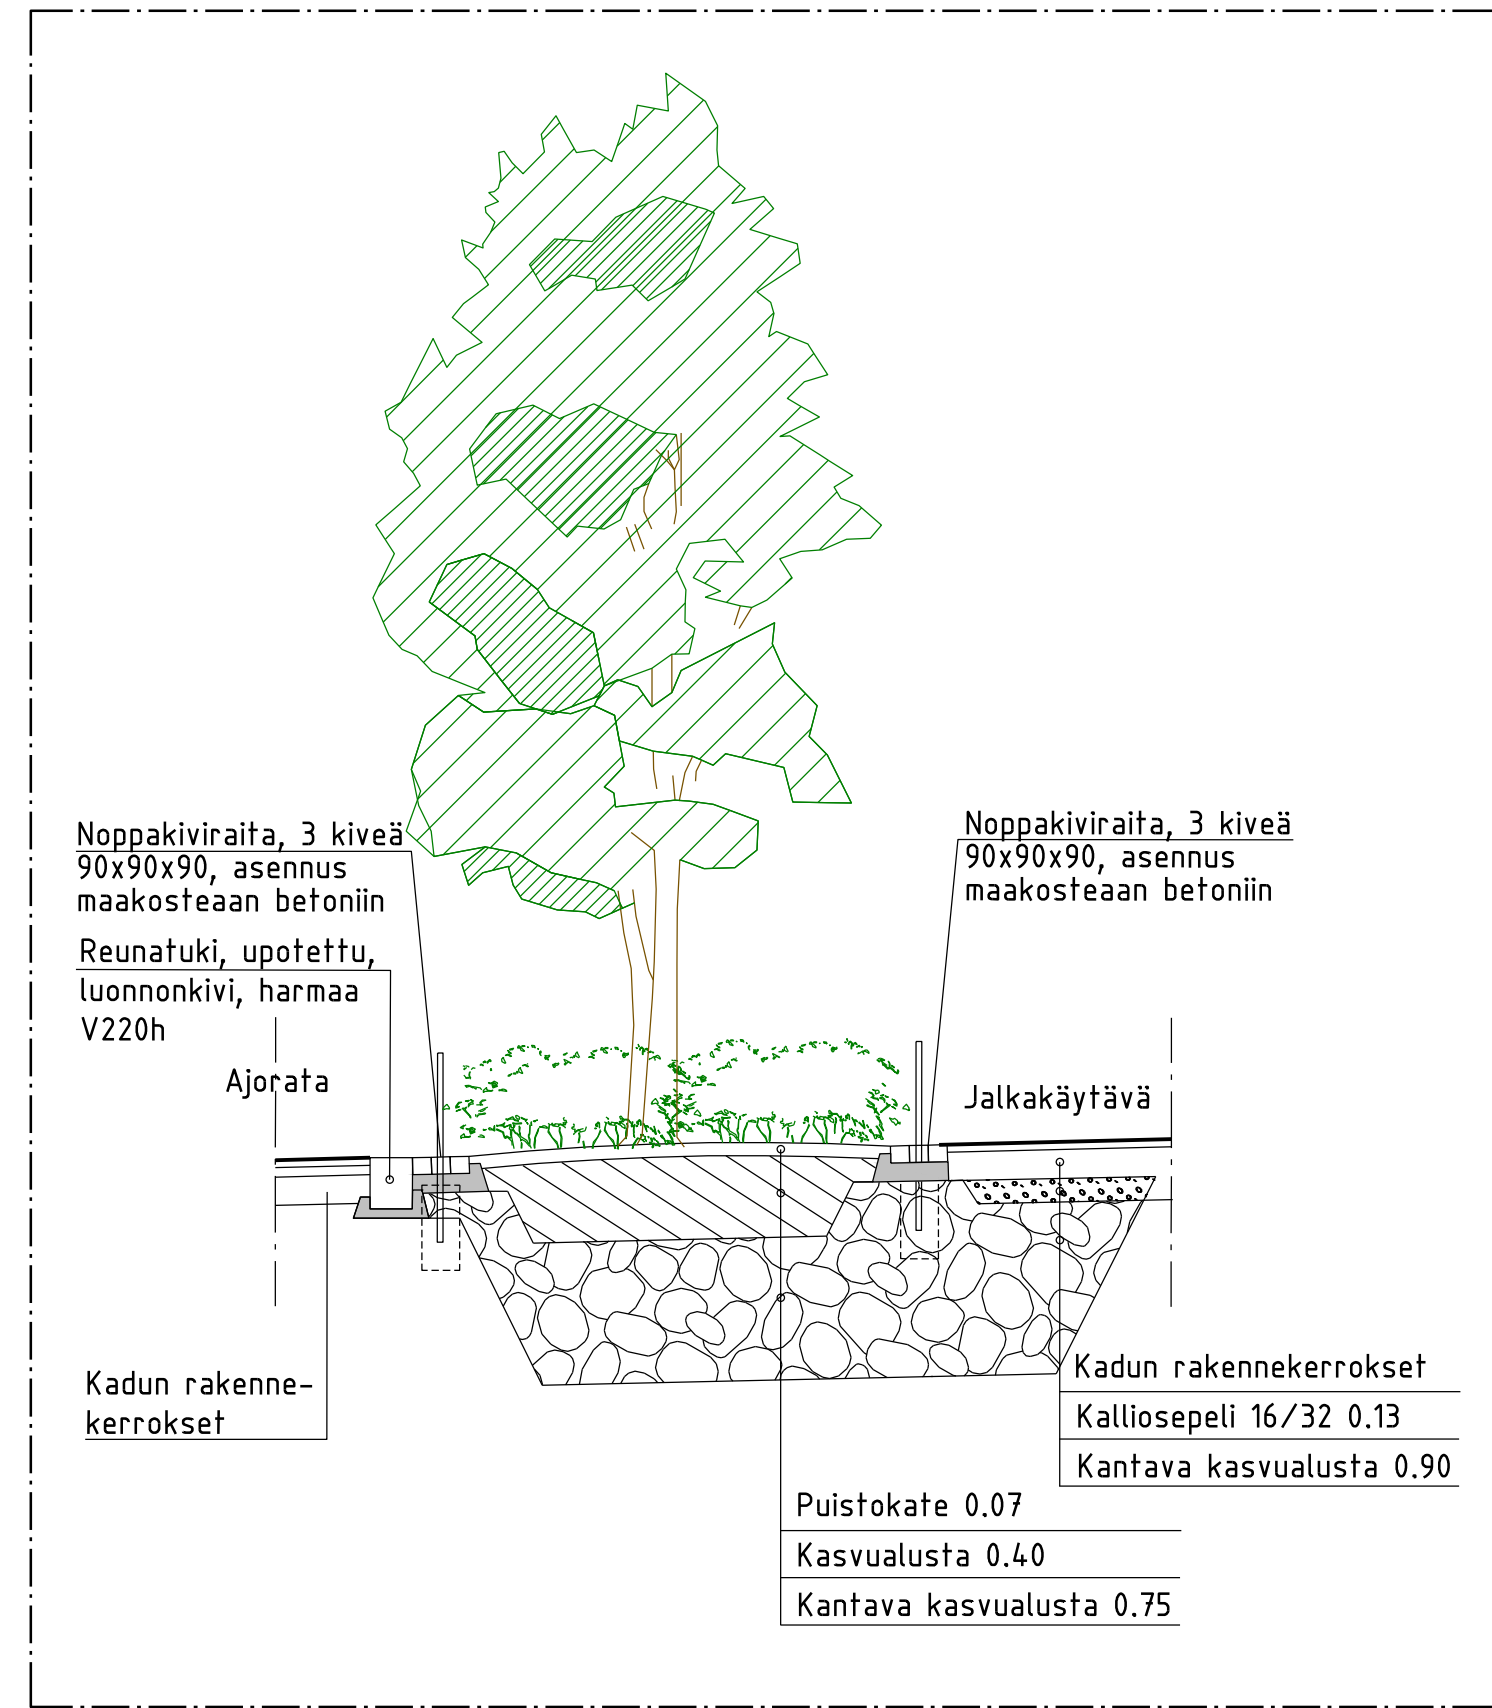 Noppakiviraita, 3 kiveä
90x90x90, asennus
maakosteaan betoniin
Reunatuki, upotettu,
luonnonkivi, harmaa
V220h
Ajorata
Noppakiviraita, 3 kiveä
90x90x90, asennus
maakosteaan betoniin
Jalkakäytävä
Kadun rakenne-
kerrokset
Kadun rakennekerrokset
Kalliosepeli 16/32 0.13
Kantava kasvualusta 0.90
Puistokate 0.07
Kasvualusta 0.40
Kantava kasvualusta 0.75